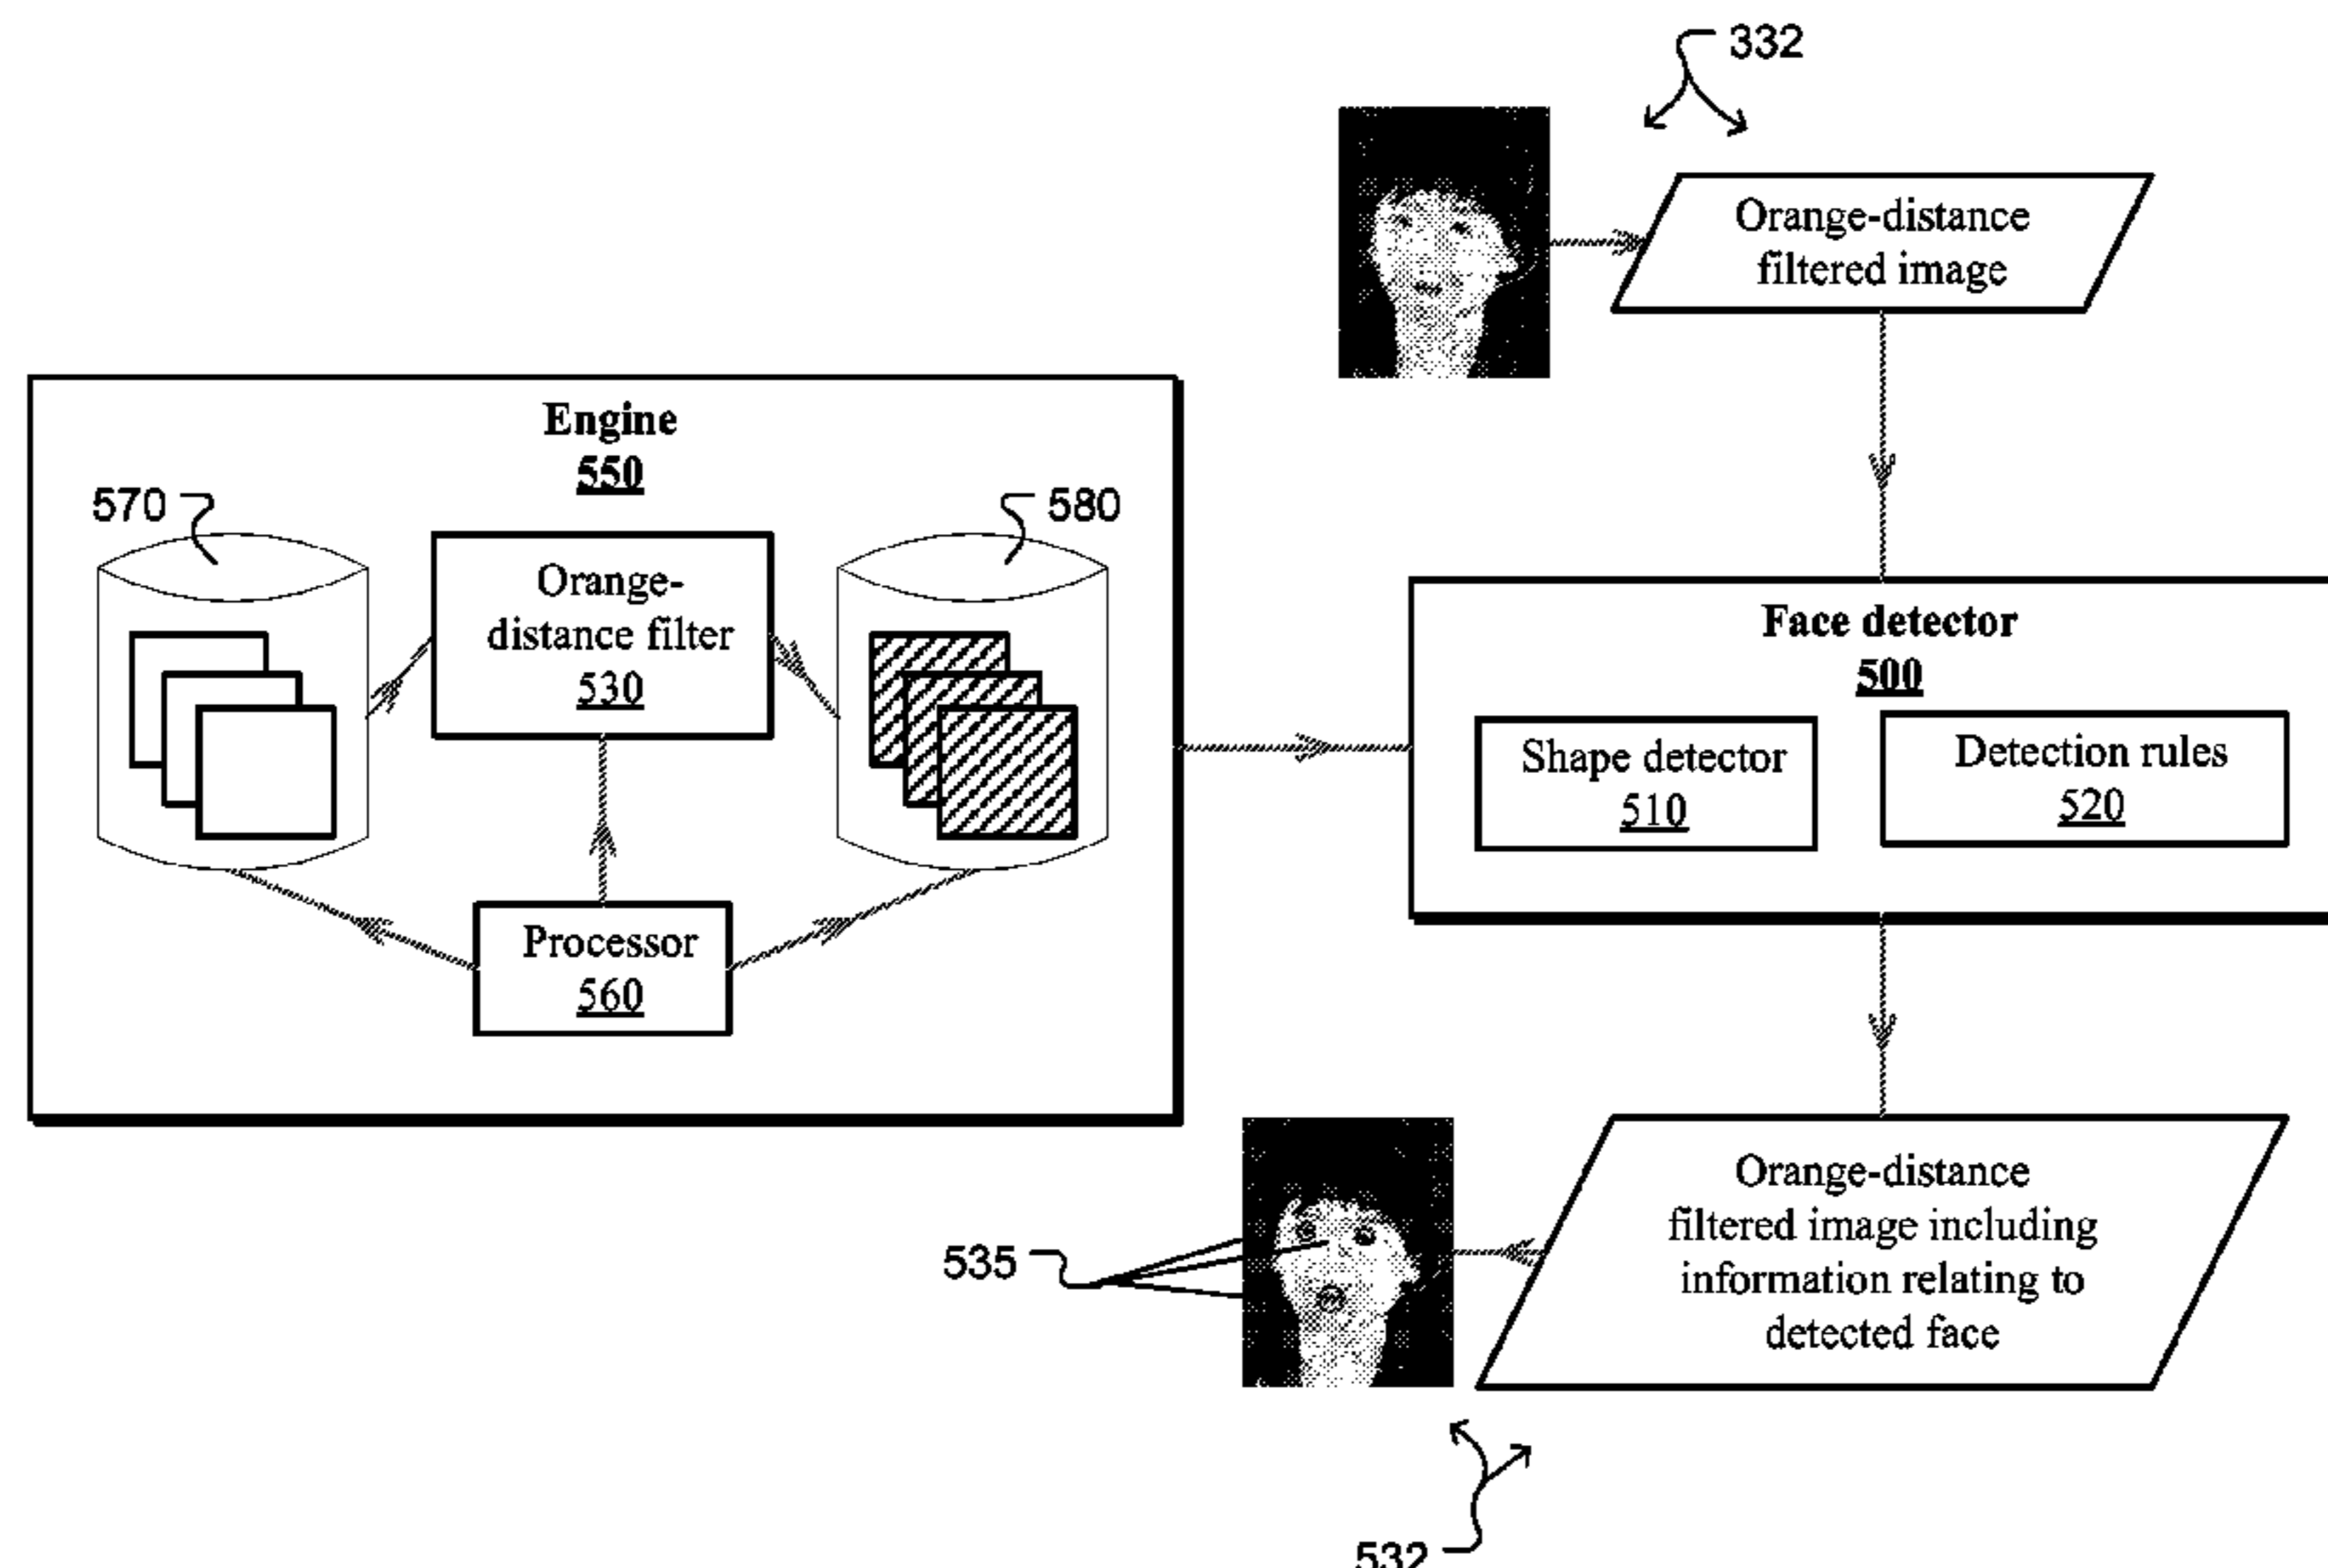 332
Orange-distance
filtered image
Engine
550
570
580
Orange-
distance filter
530
Processor
560
Face detector
500
Shape detector
510
Detection rules
520
535
Orange-distance
filtered image including
information relating to
detected face
532